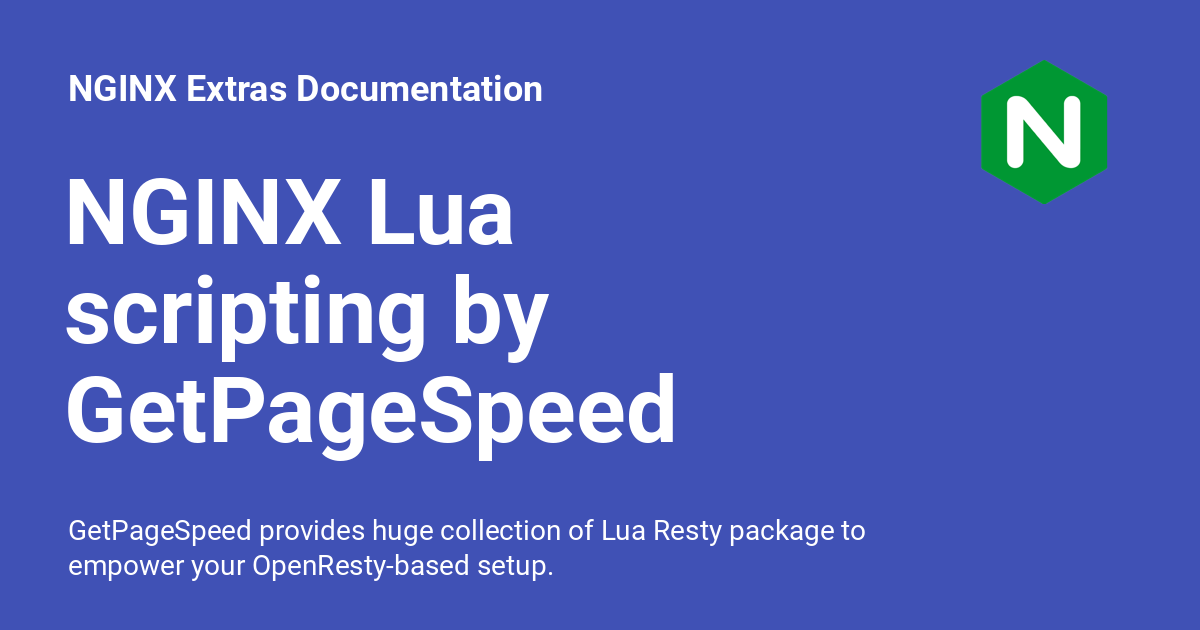 NGINX Extras Documentation
N
NGINX Lua
scripting by
GetPageSpeed
GetPageSpeed provides huge collection of Lua Resty package to
empower your OpenResty-based setup.